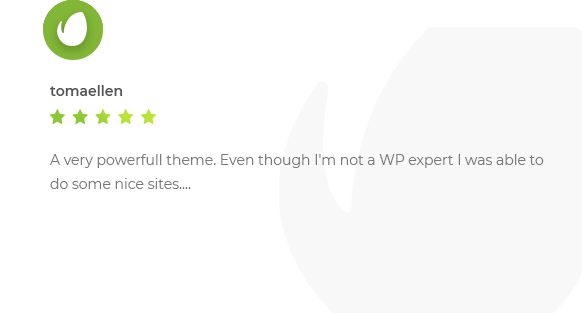 tomaellen
A very powerfull theme. Even though I'm not a WP expert I was able to
do some nice sites....